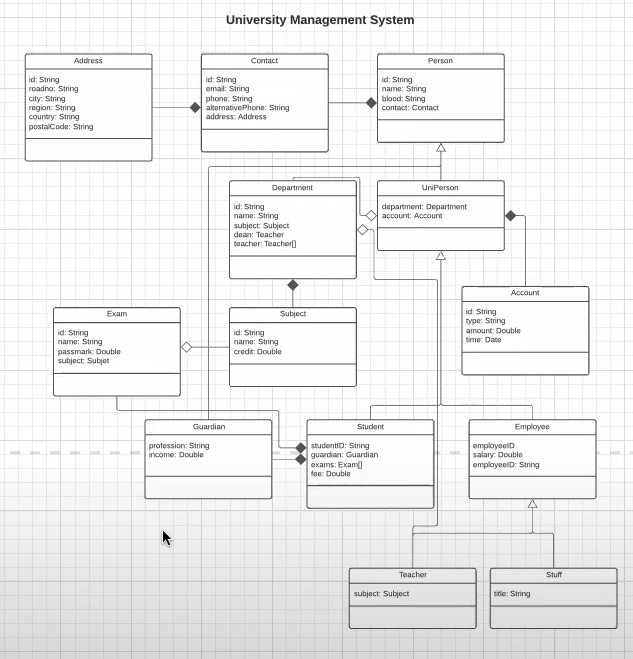 University Management System
Address
id: String
roadno: String
city: String
region: String
country: String
postalCode: String
Contact
id: String
email: String
phone: String
alternativePhone: String
address: Address
Person
id: String
name: String
blood: String
contact: Contact
Department
id: String
name: String
subject: Subject
dean: Teacher
teacher: Teacher[]
UniPerson
department: Department
account: Account
Account
id: String
type: String
amount: Double
time: Date
Exam
id: String
name: String
passmark: Double
subject: Subjet
Subject
id: String
name: String
credit: Double
Guardian
profession: String
income: Double
Student
studentID: String
guardian: Guardian
exams: Exam[]
fee: Double
Employee
employeeID
salary: Double
employeeID: String
Teacher
subject: Subject
Stuff
title: String